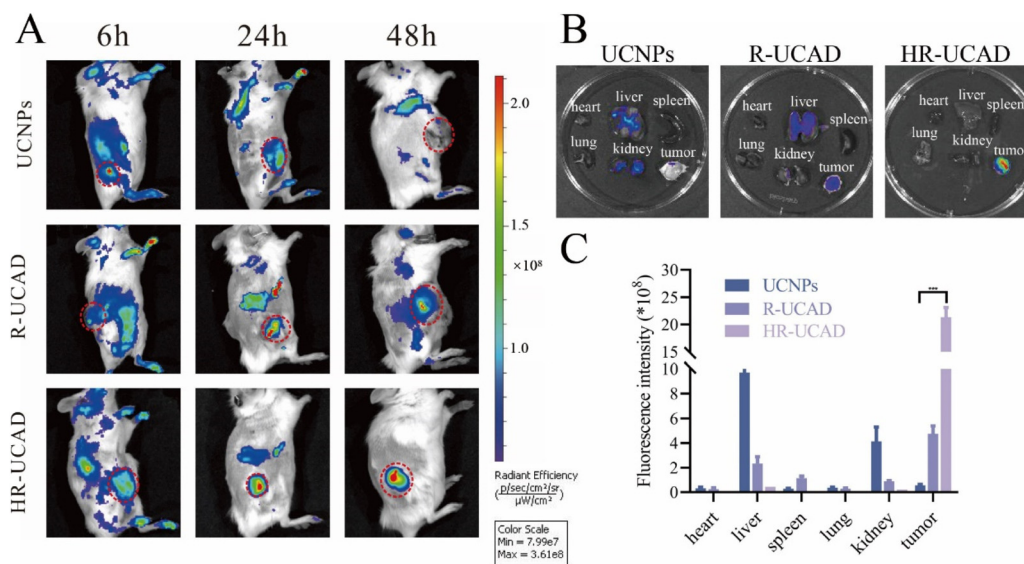 A
6h 24h 48h
UCNPs
R-UCAD
HR-UCAD
2.0
1.5
×10⁸
1.0
Radiant Efficiency
(p/sec/cm²/sr / µW/cm²)
Color Scale
Min = 7.99e7
Max = 3.61e8
B
UCNPs R-UCAD HR-UCAD
heart liver spleen
lung kidney tumor
heart liver spleen
lung kidney tumor
heart liver spleen
lung kidney tumor
C
Fluorescence intensity (*10⁸)
30
25
20
15
10
8
6
4
2
0
UCNPs
R-UCAD
HR-UCAD
***
heart liver spleen lung kidney tumor